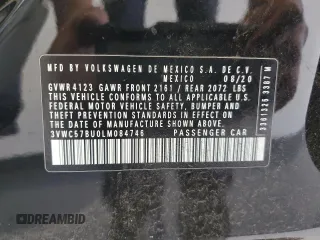 MFD BY VOLKSWAGEN DE MEXICO S.A. DE C.V.
MEXICO 08/20
GVWR 4123 GAWR FRONT 2161 / REAR 2072 LBS
THIS VEHICLE CONFORMS TO ALL APPLICABLE
FEDERAL MOTOR VEHICLE SAFETY, BUMPER AND
THEFT PREVENTION STANDARDS IN EFFECT ON
THE DATE OF MANUFACTURE SHOWN ABOVE.
3VWC57BU0LM084746 PASSENGER CAR
3301326 3307 M
DREAMBID